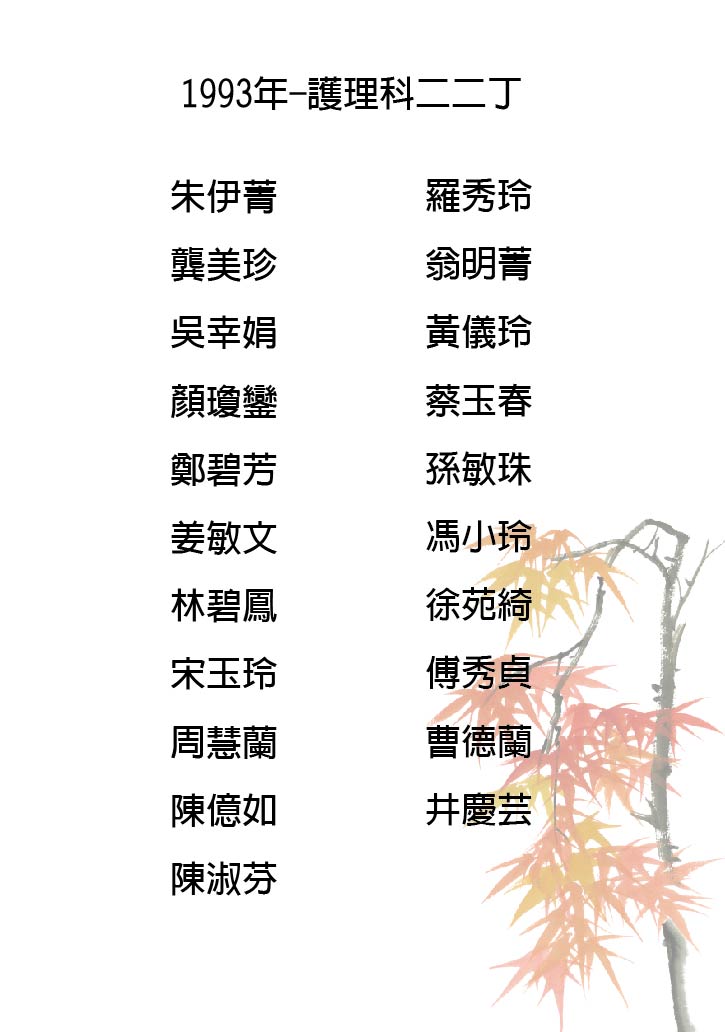 1993年-護理科二二丁
朱伊菁 羅秀玲
龔美珍 翁明菁
吳幸娟 黃儀玲
顏瓊鑾 蔡玉春
鄭碧芳 孫敏珠
姜敏文 馮小玲
林碧鳳 徐苑綺
宋玉玲 傅秀貞
周慧蘭 曹德蘭
陳億如 井慶芸
陳淑芬